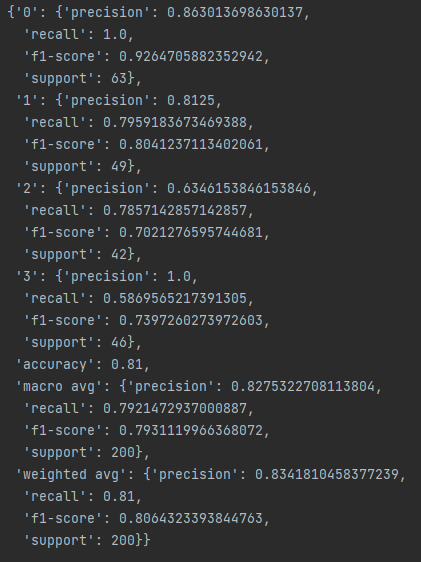 {'0': {'precision': 0.863013698630137,
'recall': 1.0,
'f1-score': 0.9264705882352942,
'support': 63},
'1': {'precision': 0.8125,
'recall': 0.7959183673469388,
'f1-score': 0.8041237113402061,
'support': 49},
'2': {'precision': 0.6346153846153846,
'recall': 0.7857142857142857,
'f1-score': 0.7021276595744681,
'support': 42},
'3': {'precision': 1.0,
'recall': 0.5869565217391305,
'f1-score': 0.7397260273972603,
'support': 46},
'accuracy': 0.81,
'macro avg': {'precision': 0.8275322708113804,
'recall': 0.7921472937000887,
'f1-score': 0.7931119966368072,
'support': 200},
'weighted avg': {'precision': 0.8341810458377239,
'recall': 0.81,
'f1-score': 0.8064323393844763,
'support': 200}}